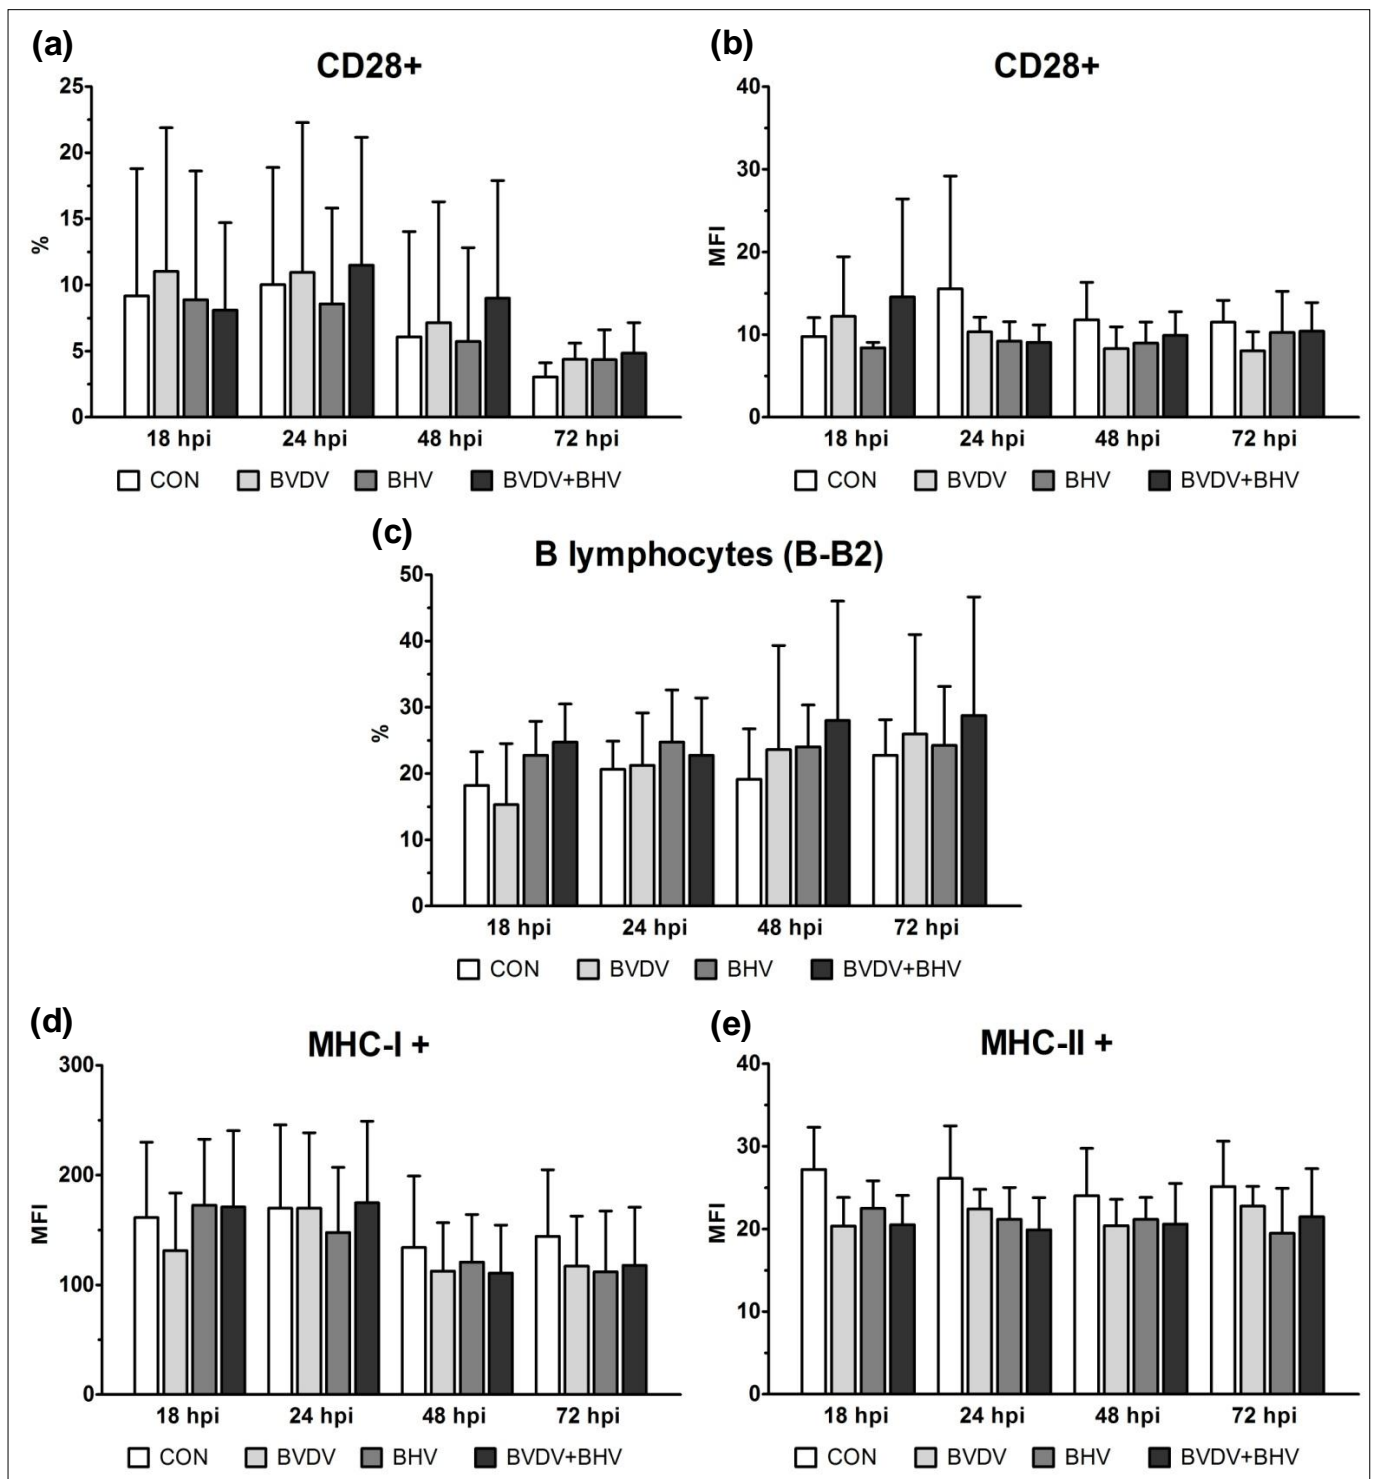 (a)
CD28+
25
20
15
10
5
0
%
18 hpi 24 hpi 48 hpi 72 hpi
CON BVDV BHV BVDV+BHV
(b)
CD28+
40
30
20
10
0
MFI
18 hpi 24 hpi 48 hpi 72 hpi
CON BVDV BHV BVDV+BHV
(c)
B lymphocytes (B-B2)
50
40
30
20
10
0
%
18 hpi 24 hpi 48 hpi 72 hpi
CON BVDV BHV BVDV+BHV
(d)
MHC-I +
300
200
100
0
MFI
18 hpi 24 hpi 48 hpi 72 hpi
CON BVDV BHV BVDV+BHV
(e)
MHC-II +
40
30
20
10
0
MFI
18 hpi 24 hpi 48 hpi 72 hpi
CON BVDV BHV BVDV+BHV